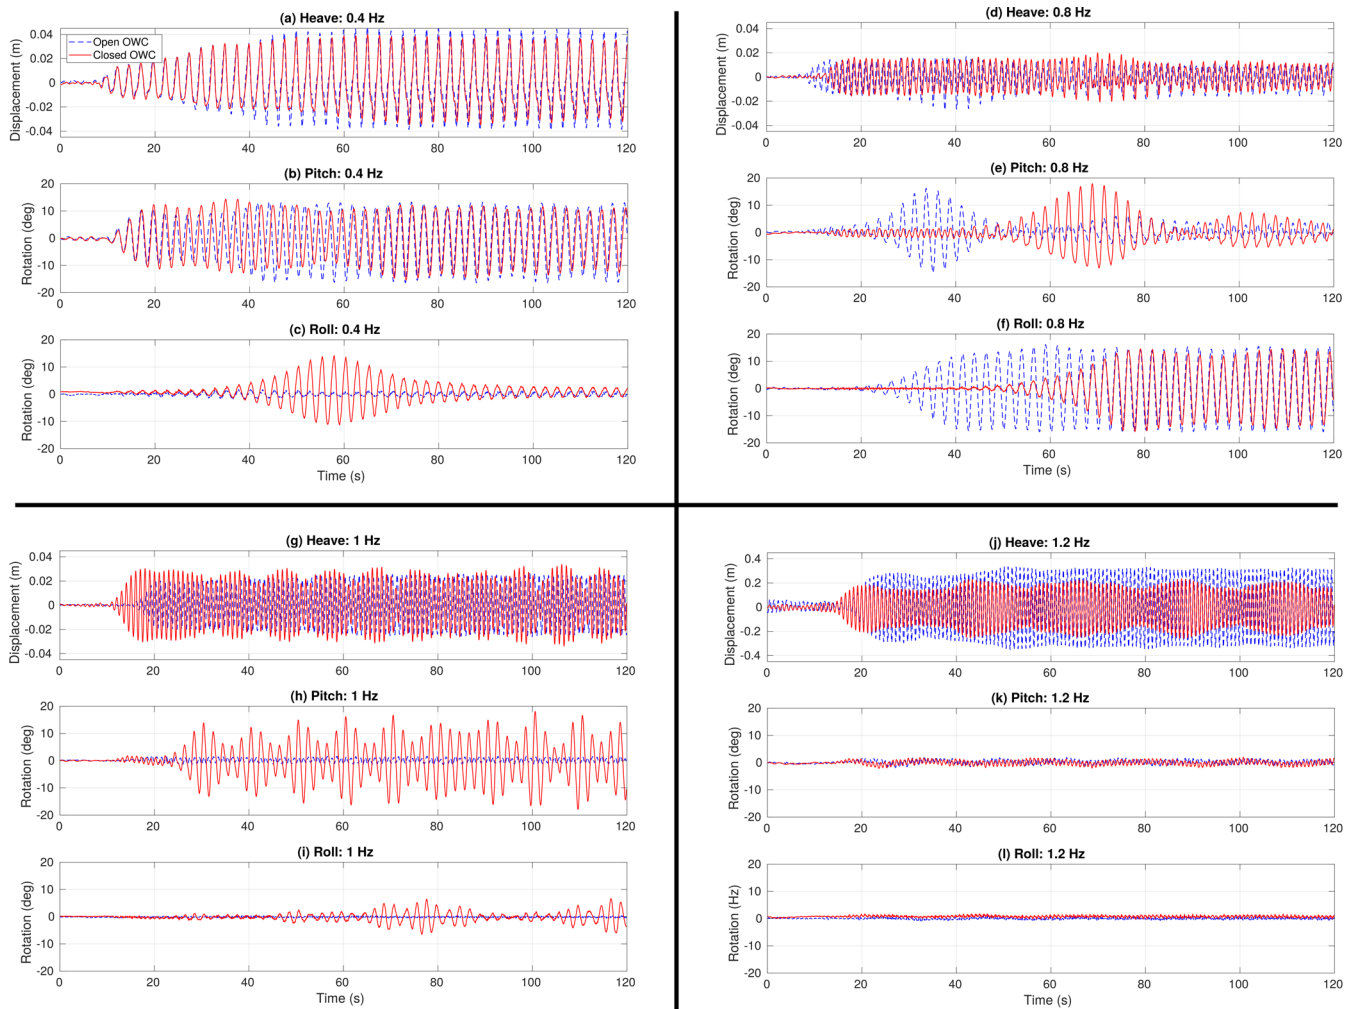 (a) Heave: 0.4 Hz
Displacement (m)
0.04
0.02
0
-0.02
-0.04
Open OWC
Closed OWC
0 20 40 60 80 100 120
(b) Pitch: 0.4 Hz
Rotation (deg)
20
10
0
-10
-20
0 20 40 60 80 100 120
(c) Roll: 0.4 Hz
Rotation (deg)
20
10
0
-10
-20
0 20 40 60 80 100 120
Time (s)
(d) Heave: 0.8 Hz
Displacement (m)
0.04
0.02
0
-0.02
-0.04
0 20 40 60 80 100 120
(e) Pitch: 0.8 Hz
Rotation (deg)
20
10
0
-10
-20
0 20 40 60 80 100 120
(f) Roll: 0.8 Hz
Rotation (deg)
20
10
0
-10
-20
0 20 40 60 80 100 120
Time (s)
(g) Heave: 1 Hz
Displacement (m)
0.04
0.02
0
-0.02
-0.04
0 20 40 60 80 100 120
(h) Pitch: 1 Hz
Rotation (deg)
20
10
0
-10
-20
0 20 40 60 80 100 120
(i) Roll: 1 Hz
Rotation (deg)
20
10
0
-10
-20
0 20 40 60 80 100 120
Time (s)
(j) Heave: 1.2 Hz
Displacement (m)
0.4
0.2
0
-0.2
-0.4
0 20 40 60 80 100 120
(k) Pitch: 1.2 Hz
Rotation (deg)
20
10
0
-10
-20
0 20 40 60 80 100 120
(l) Roll: 1.2 Hz
Rotation (Hz)
20
10
0
-10
-20
0 20 40 60 80 100 120
Time (s)